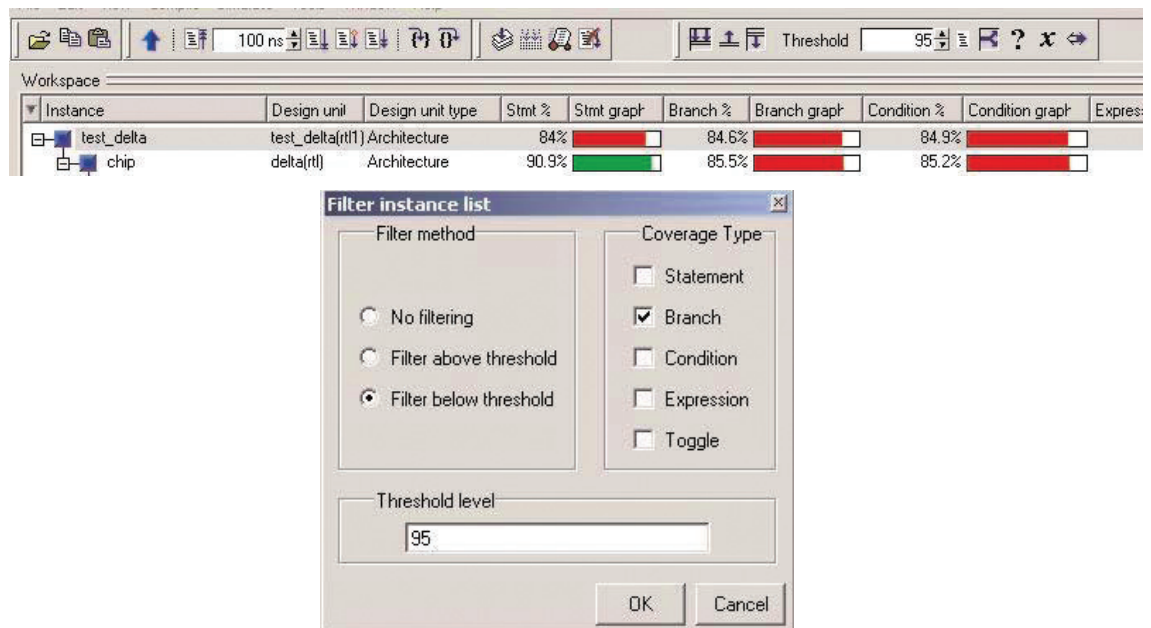 100 ns Threshold 95 ? x
Workspace
Instance Design unit Design unit type Stmt % Stmt graph Branch % Branch graph Condition % Condition graph Expres
test_delta test_delta(rtl1) Architecture 84% 84.6% 84.9%
chip delta(rtl) Architecture 90.9% 85.5% 85.2%
Filter instance list
Filter method
No filtering
Filter above threshold
Filter below threshold
Coverage Type
Statement
Branch
Condition
Expression
Toggle
Threshold level
95
OK Cancel